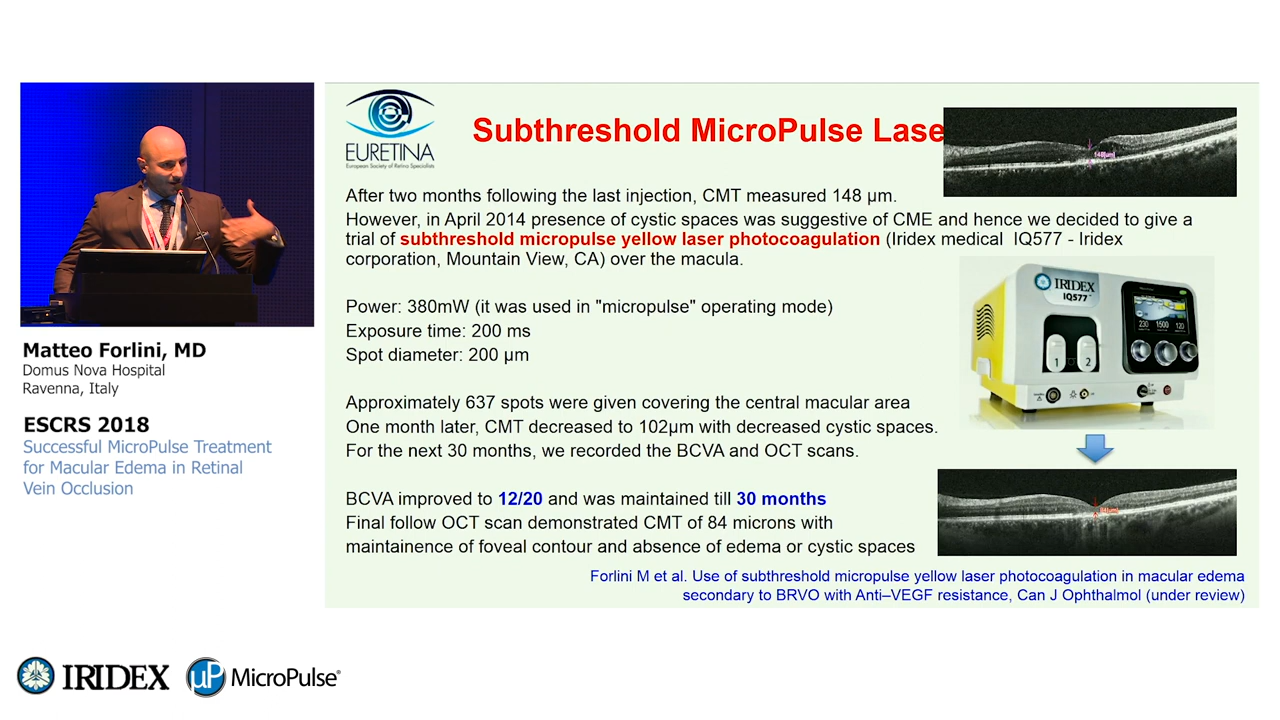 EURETINA
European Society of Retina Specialists
Subthreshold MicroPulse Lase
148[µm]
After two months following the last injection, CMT measured 148 µm.
However, in April 2014 presence of cystic spaces was suggestive of CME and hence we decided to give a
trial of subthreshold micropulse yellow laser photocoagulation (Iridex medical IQ577 - Iridex
corporation, Mountain View, CA) over the macula.
IRIDEX
IQ577
230 1500 120
1 2
Power: 380mW (it was used in "micropulse" operating mode)
Exposure time: 200 ms
Spot diameter: 200 µm
Approximately 637 spots were given covering the central macular area
One month later, CMT decreased to 102µm with decreased cystic spaces.
For the next 30 months, we recorded the BCVA and OCT scans.
BCVA improved to 12/20 and was maintained till 30 months
Final follow OCT scan demonstrated CMT of 84 microns with
maintainence of foveal contour and absence of edema or cystic spaces
Forlini M et al. Use of subthreshold micropulse yellow laser photocoagulation in macular edema
secondary to BRVO with Anti–VEGF resistance, Can J Ophthalmol (under review)
Matteo Forlini, MD
Domus Nova Hospital
Ravenna, Italy
ESCRS 2018
Successful MicroPulse Treatment
for Macular Edema in Retinal
Vein Occlusion
IRIDEX
µP MicroPulse®